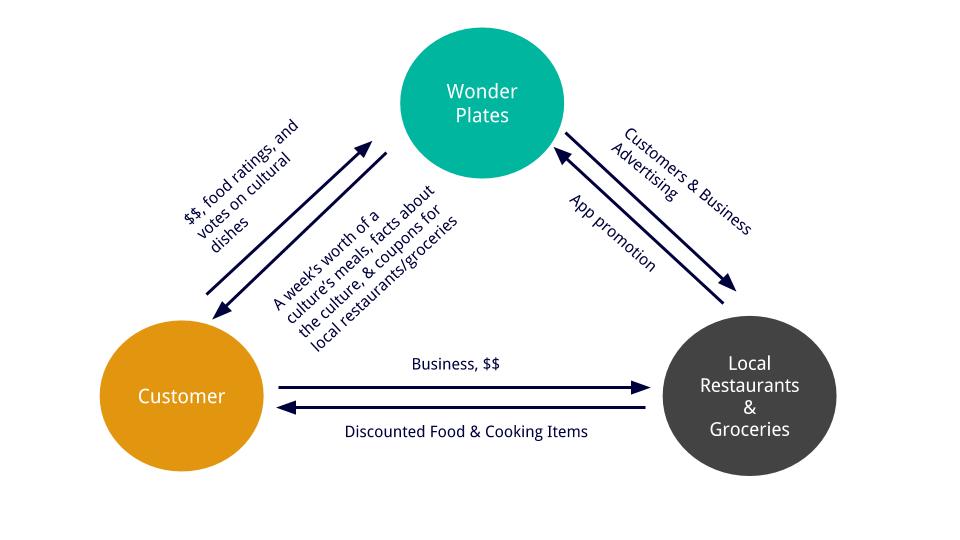 Wonder
Plates
$$, food ratings, and
votes on cultural
dishes
A week's worth of a
culture's meals, facts about
the culture, & coupons for
local restaurants/groceries
Customers & Business
Advertising
App promotion
Customer
Business, $$
Discounted Food & Cooking Items
Local
Restaurants
&
Groceries